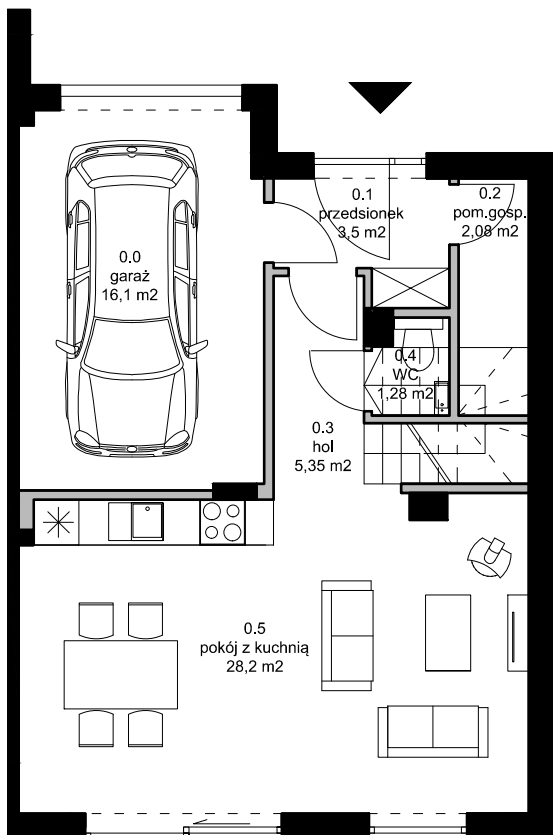 0.1
przedsionek
3,5 m2
0.2
pom.gosp.
2,08 m2
0.0
garaż
16,1 m2
0.4
WC
1,28 m2
0.3
hol
5,35 m2
0.5
pokój z kuchnią
28,2 m2